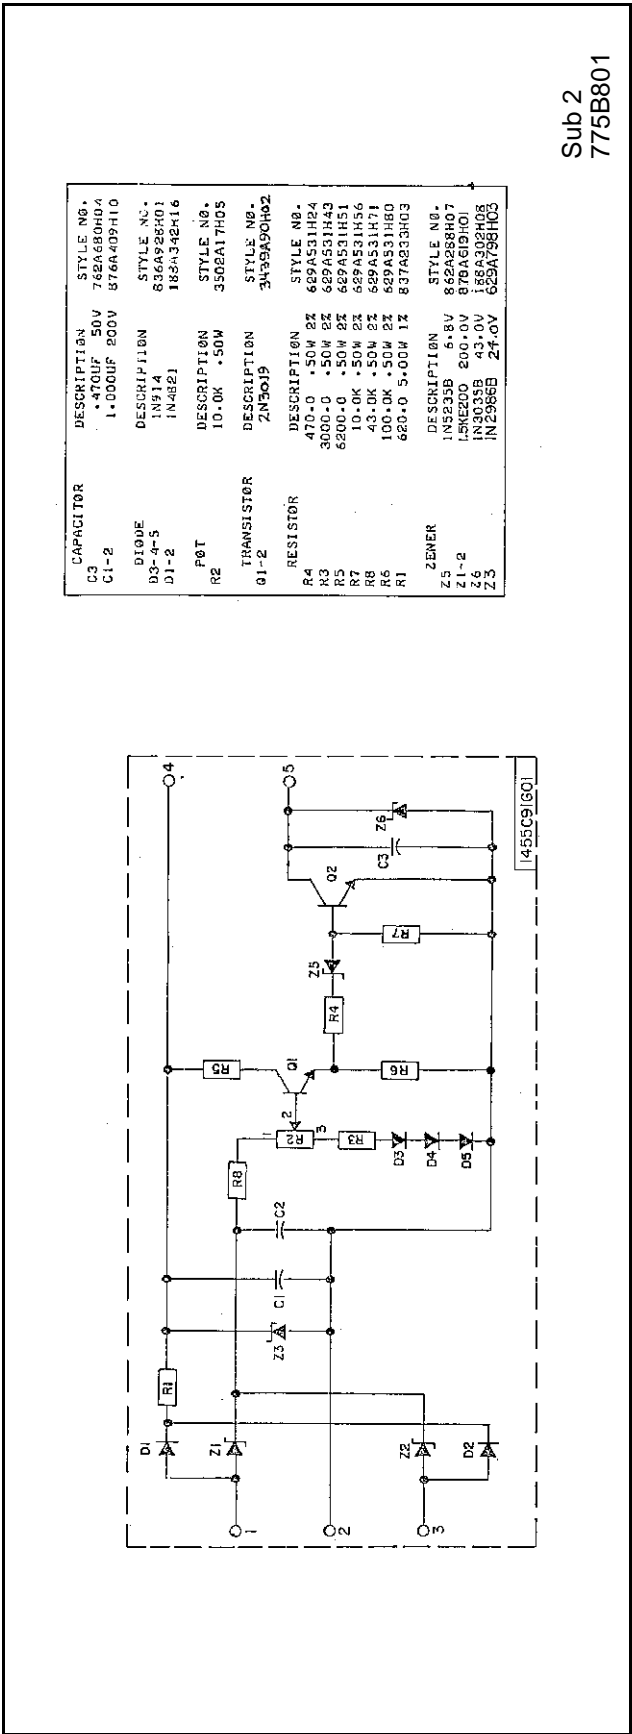 CAPACITOR DESCRIPTION STYLE NO.
C3 .470UF 50V 762A680H04
C1-2 1.000UF 200V 876A409H10
DIODE DESCRIPTION STYLE NO.
D3-4-5 1N914 836A928H01
D1-2 1N4821 188A342H16
POT DESCRIPTION STYLE NO.
R2 10.0K .50W 3502A17H05
TRANSISTOR DESCRIPTION STYLE NO.
Q1-2 2N3019 3439A90H02
RESISTOR DESCRIPTION STYLE NO.
R4 470.0 .50W 2% 629A531H24
R3 3000.0 .50W 2% 629A531H43
R5 6200.0 .50W 2% 629A531H51
R7 10.0K .50W 2% 629A531H56
R8 43.0K .50W 2% 629A531H71
R6 100.0K .50W 2% 629A531H80
R1 620.0 5.00W 1% 837A233H03
ZENER DESCRIPTION STYLE NO.
Z5 1N5235B 6.8V 862A288H07
Z1-2 1.5KE200 200.0V 878A619H01
Z6 1N3035B 43.0V 188A302H08
Z3 1N2986B 24.0V 629A798H03
Sub 2
775B801
D1
R1
4
Z1
1
Z3
C1
C2
R8
1
R2
2
3
R3
D3
D4
D5
R5
Q1
R6
R4
Z5
R7
Q2
C3
Z6
5
2
Z2
3
D2
1455C91G01